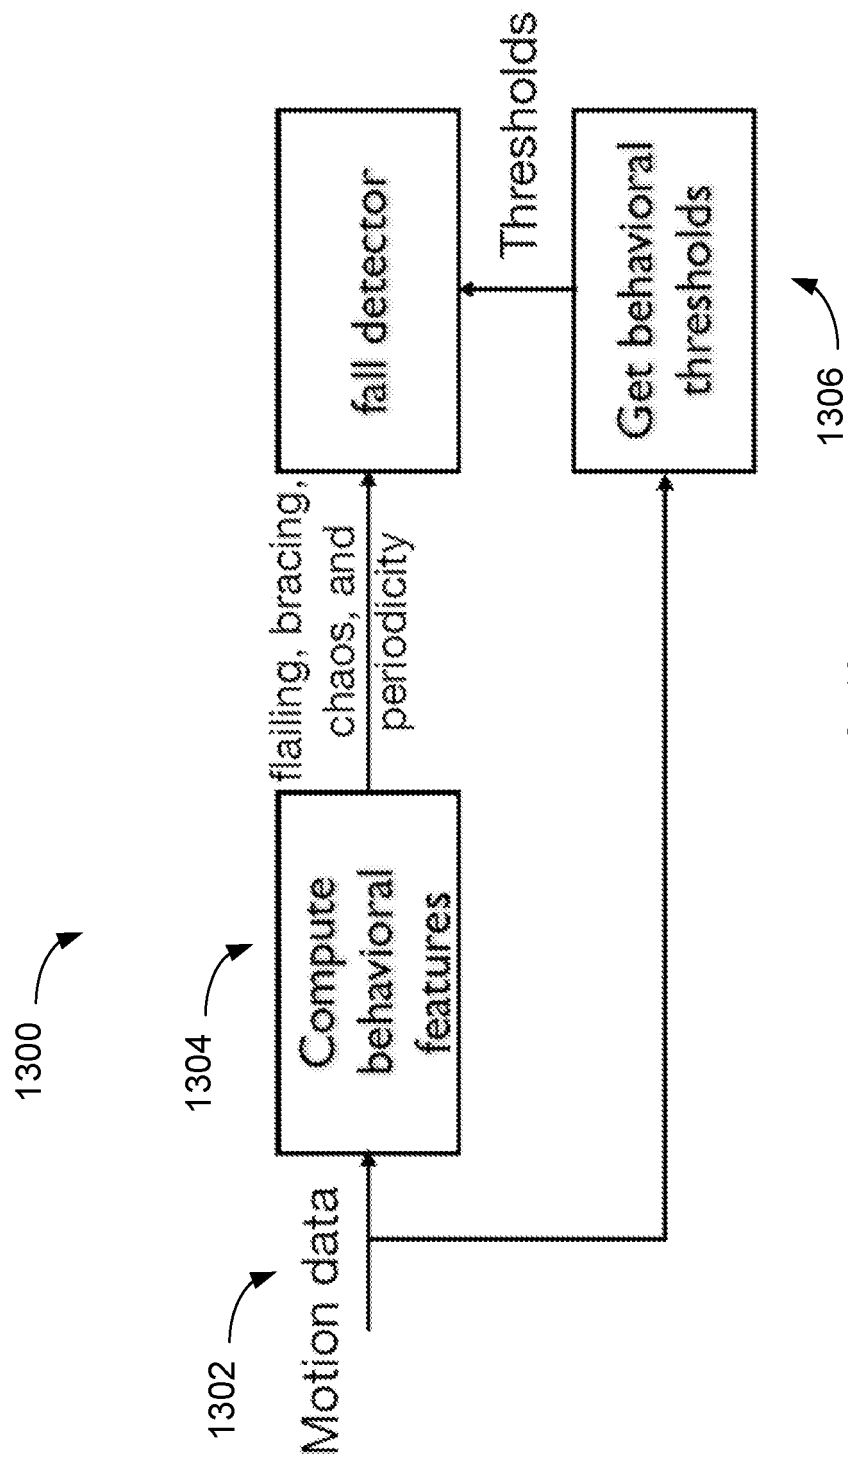 1300
1302
Motion data
1304
Compute
behavioral
features
flailing, bracing,
chaos, and
periodicity
fall detector
Thresholds
Get behavioral
thresholds
1306